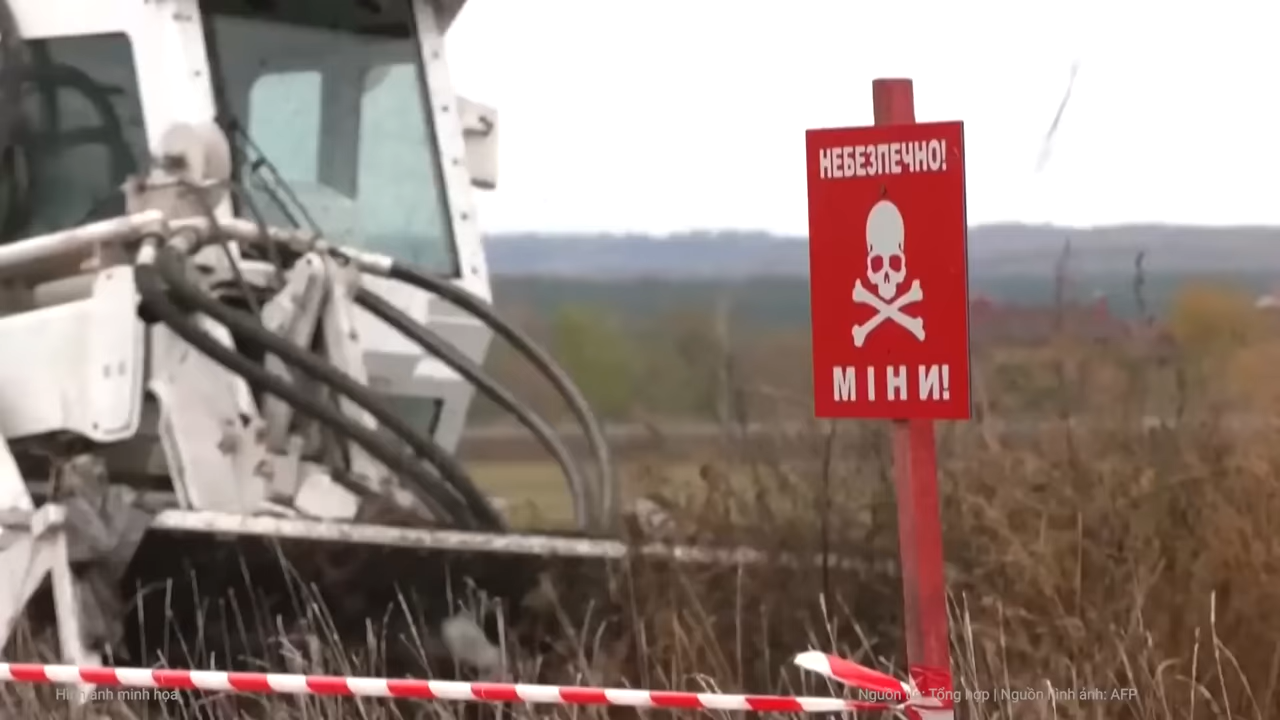 НЕБЕЗПЕЧНО!
МІНИ!
Hình ảnh minh họa
Nguồn tin: Tổng hợp | Nguồn hình ảnh: AFP